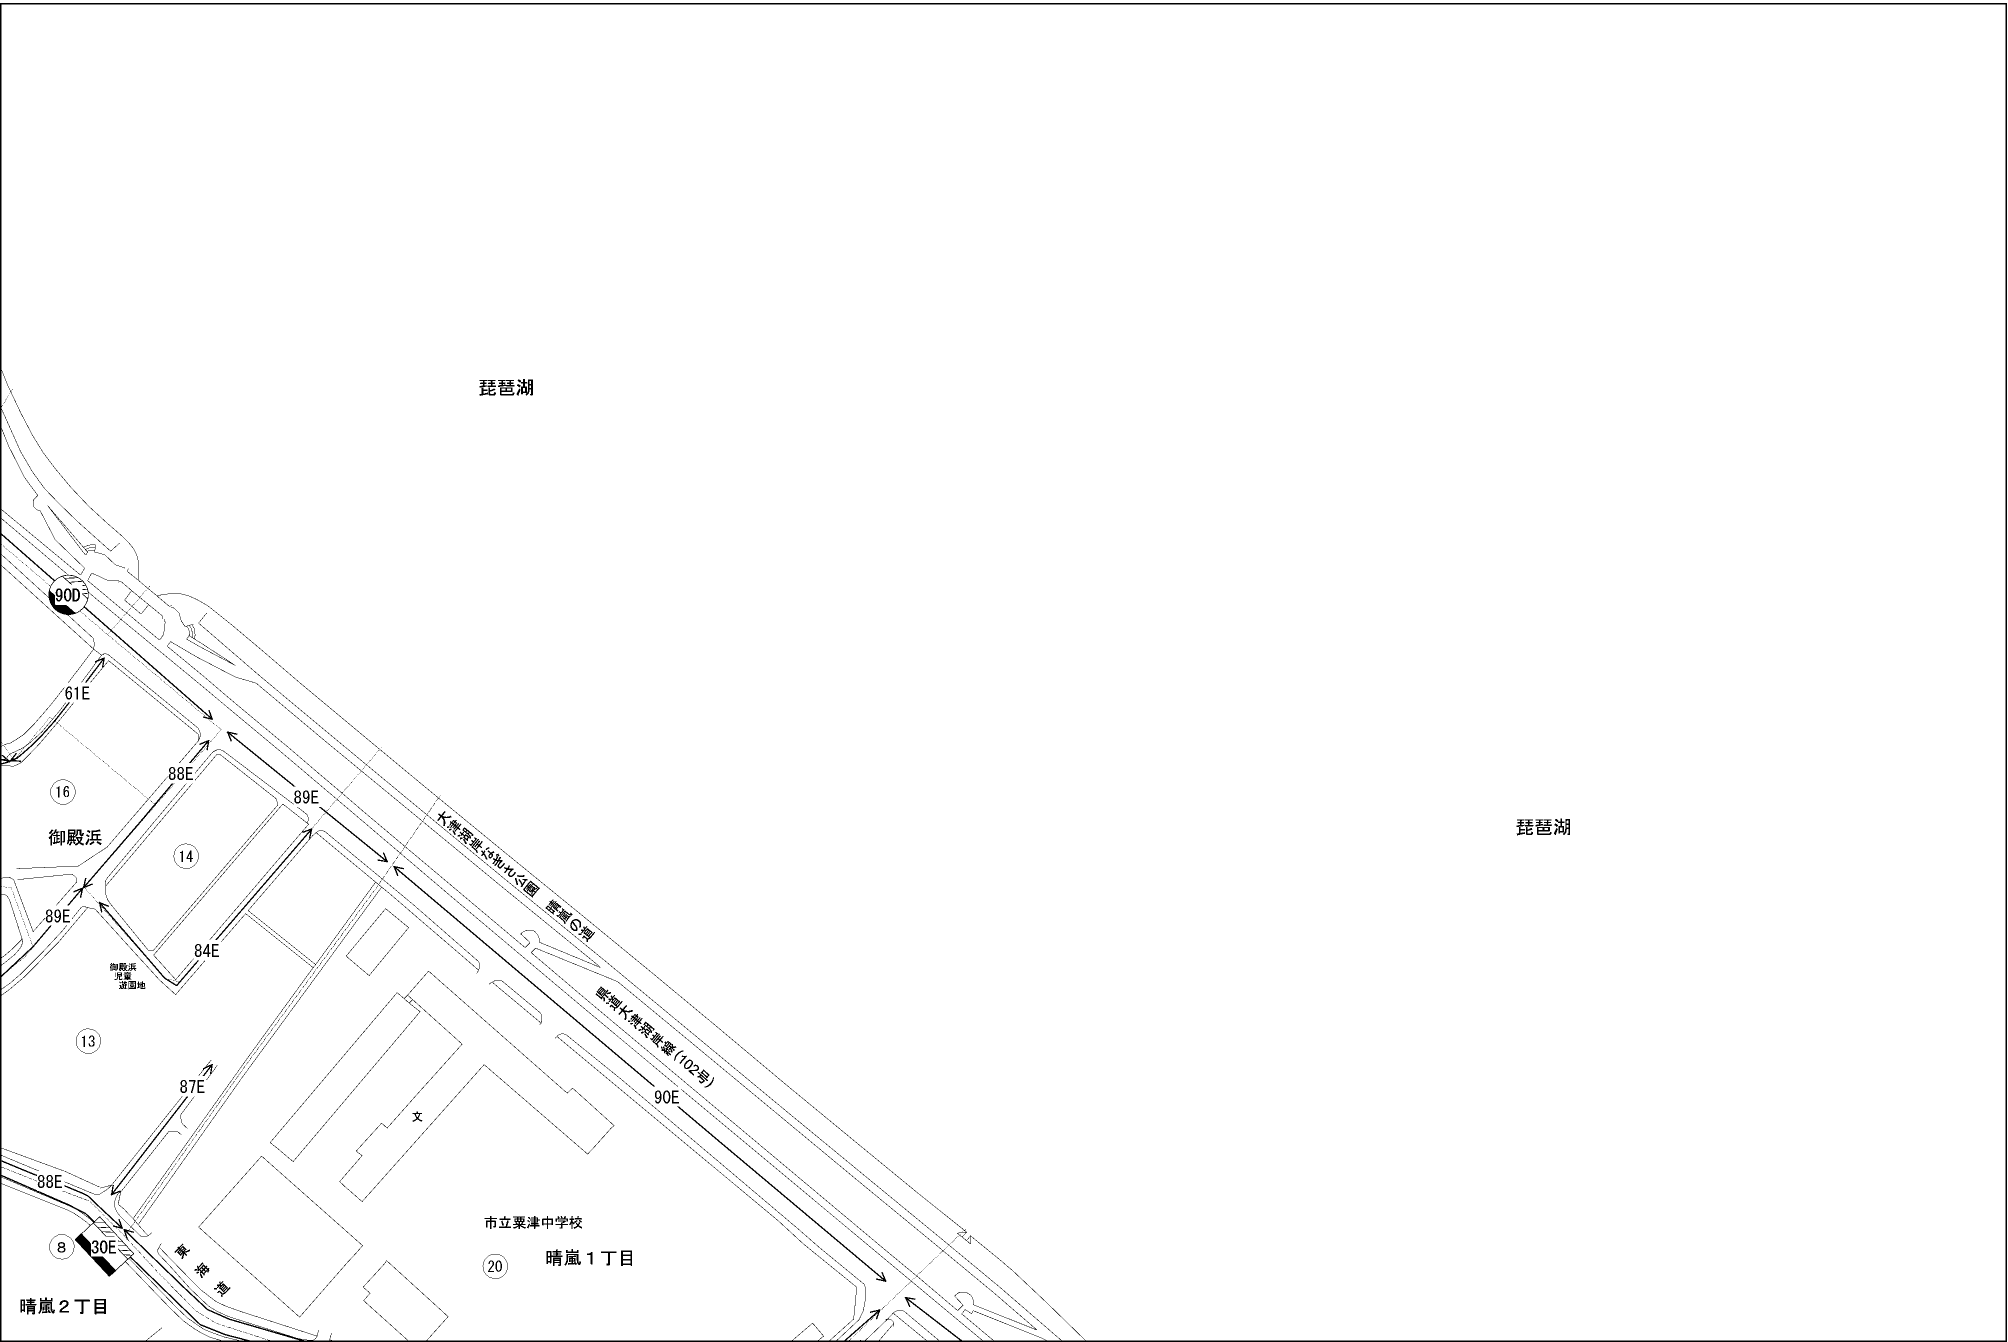 琵琶湖
90D
61E
88E
16
89E
琵琶湖
御殿浜
14
大津湖岸なぎさ公園　晴嵐の道
89E
84E
御殿浜
児童
遊園地
県道大津湖岸線(102号)
13
87E
90E
文
88E
市立粟津中学校
8
30E
東海道
20
晴嵐1丁目
晴嵐2丁目